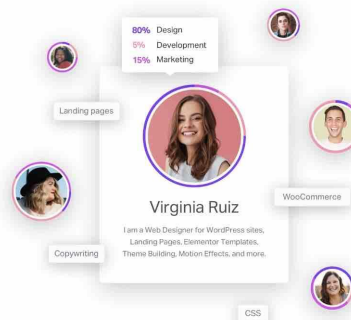 80% Design
5% Development
15% Marketing
Landing pages
WooCommerce
Virginia Ruiz
I am a Web Designer for WordPress sites,
Landing Pages, Elementor Templates,
Theme Building, Motion Effects, and more.
Copywriting
CSS